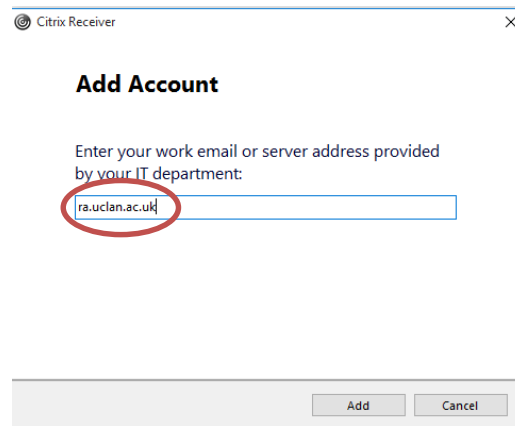 Citrix Receiver
Add Account
Enter your work email or server address provided
by your IT department:
ra.uclan.ac.uk
Add Cancel